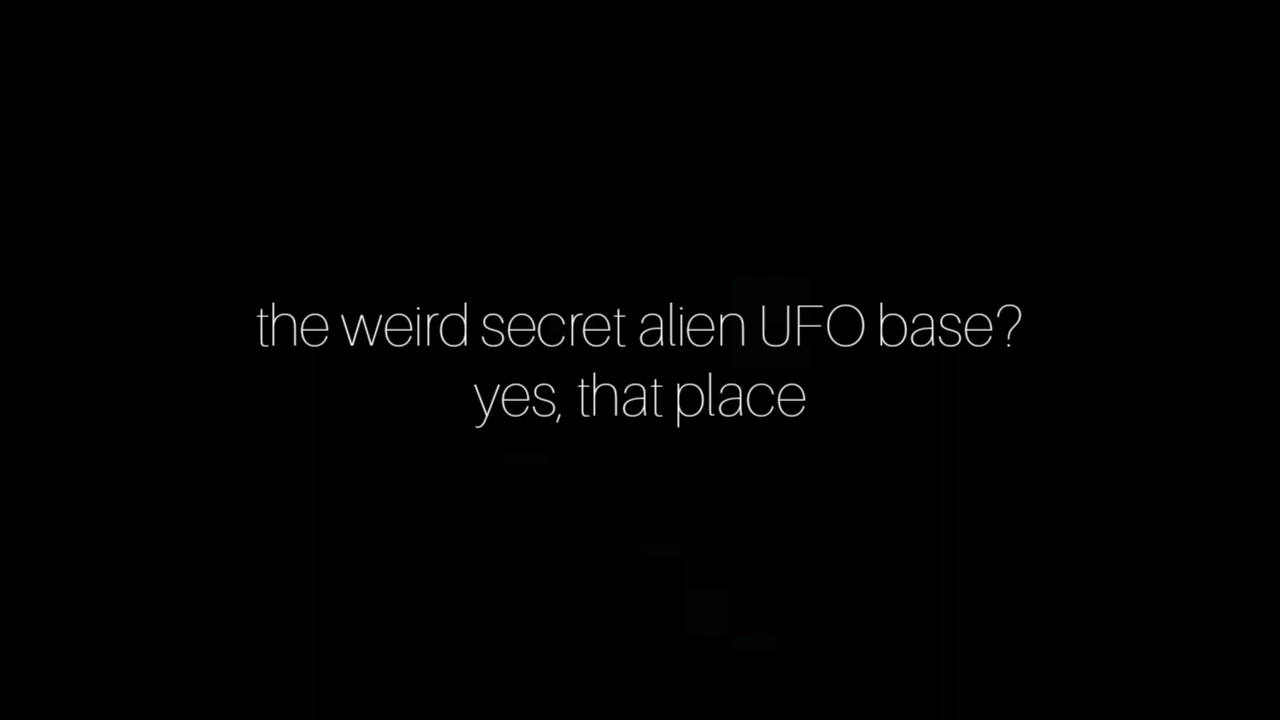 the weird secret alien UFO base?
yes, that place